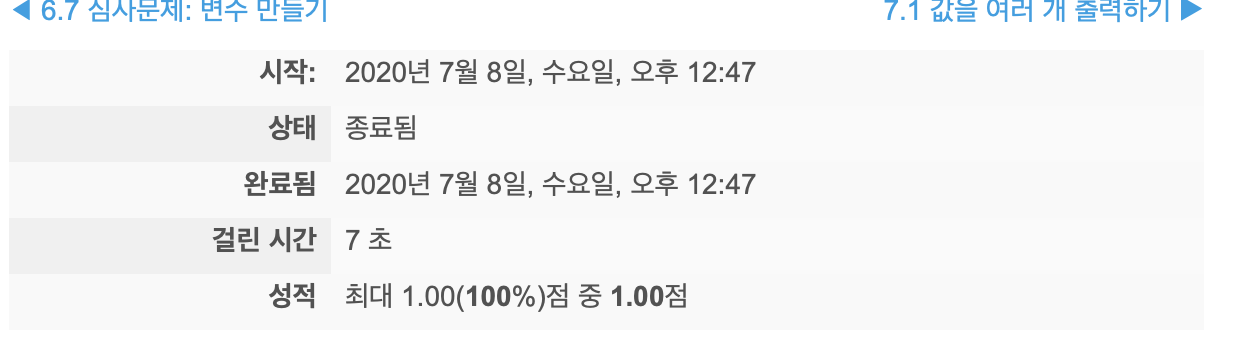 ◀ 6.7 심사문제: 변수 만들기
7.1 값을 여러 개 출력하기 ▶
시작: 2020년 7월 8일, 수요일, 오후 12:47
상태 종료됨
완료됨 2020년 7월 8일, 수요일, 오후 12:47
걸린 시간 7 초
성적 최대 1.00(100%)점 중 1.00점